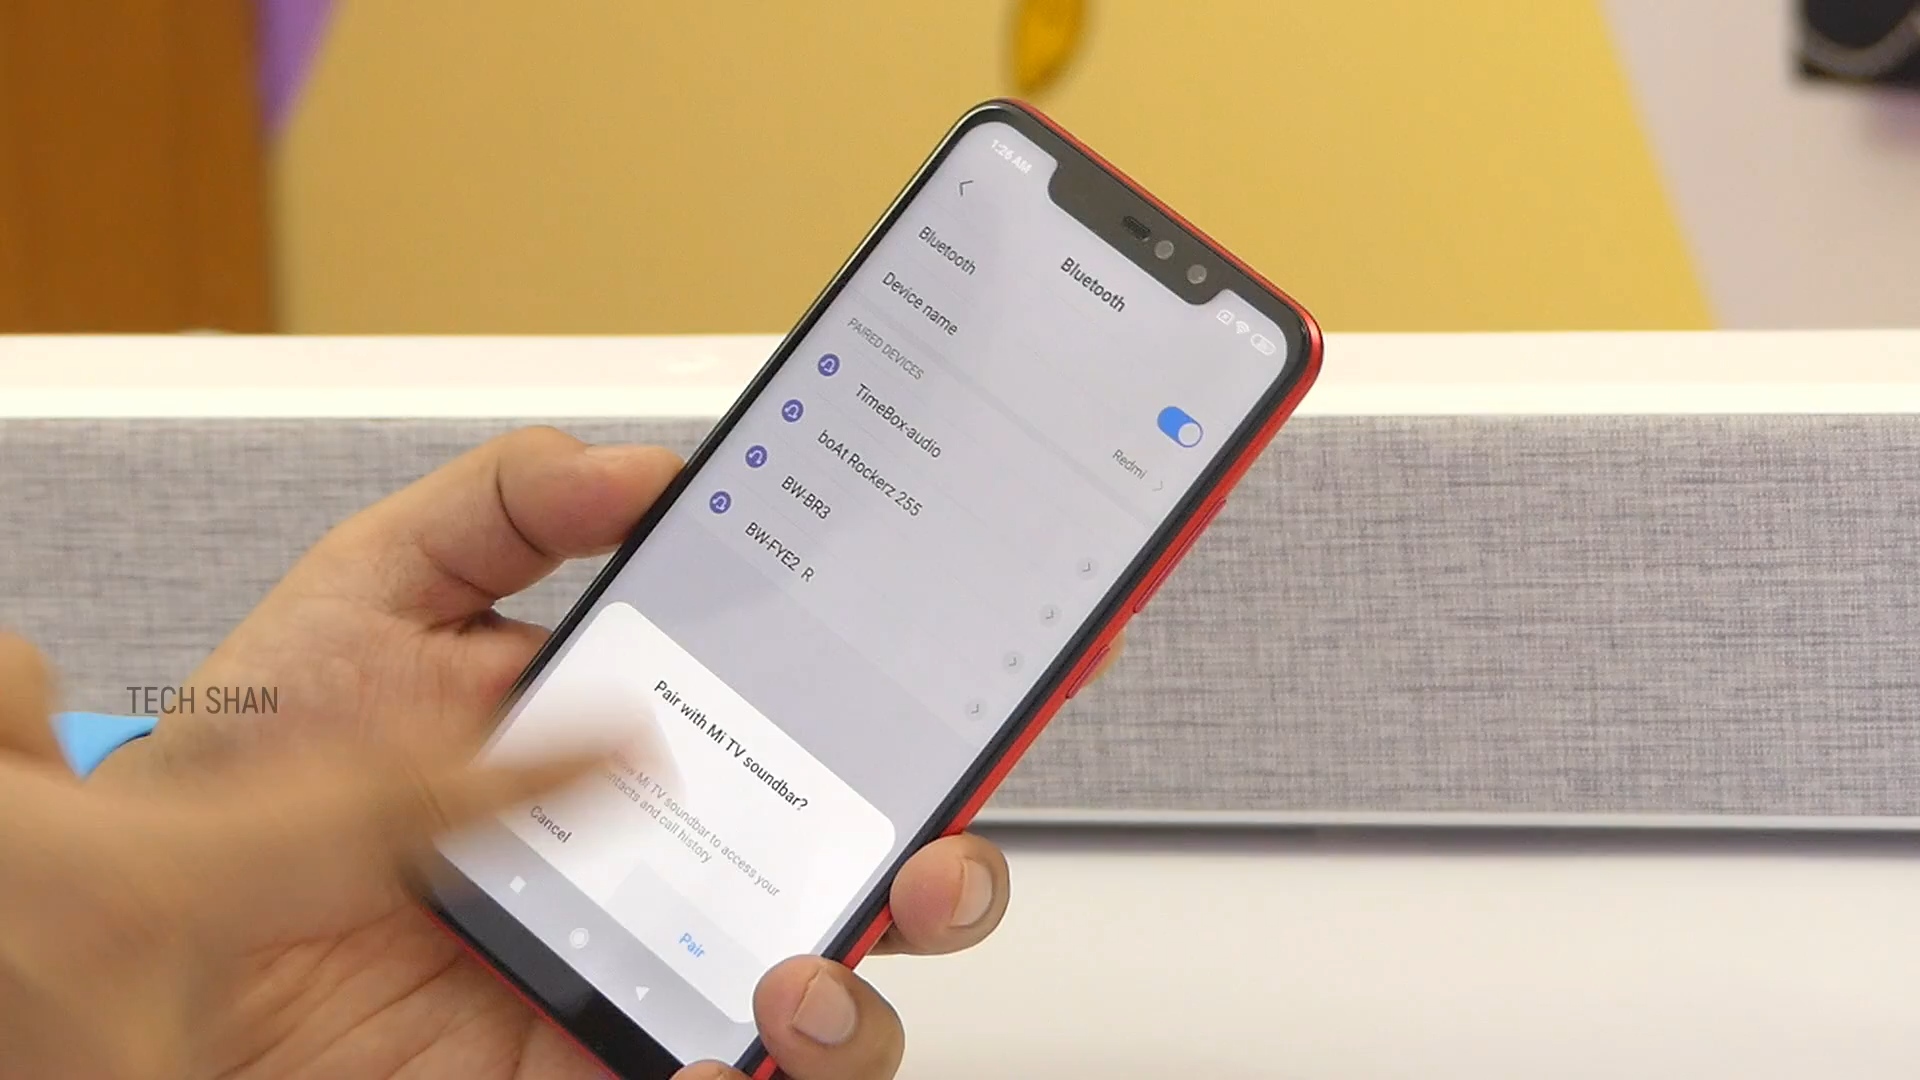 1:26 AM
Bluetooth
Bluetooth
Device name
Redmi
PAIRED DEVICES
TimeBox-audio
boAt Rockerz 255
BW-BR3
BW-FYE2_R
Pair with Mi TV soundbar?
Mi TV soundbar to access your
and call history
Cancel
Pair
TECH SHAN